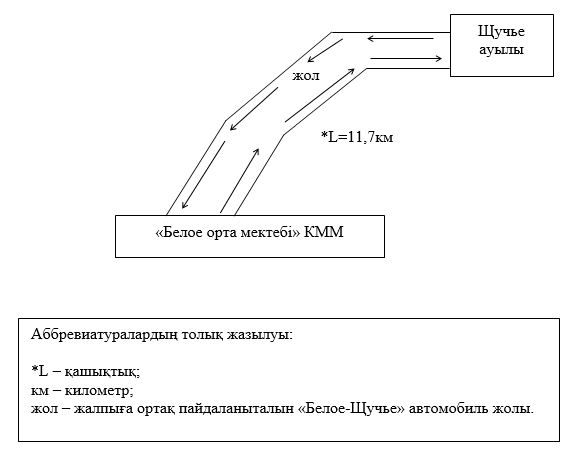 Щучье
ауылы
жол
*L=11,7км
«Белое орта мектебі» КММ
Аббревиатуралардың толық жазылуы:
*L – қашықтық;
км – километр;
жол – жалпыға ортақ пайдаланыталын «Белое-Щучье» автомобиль жолы.